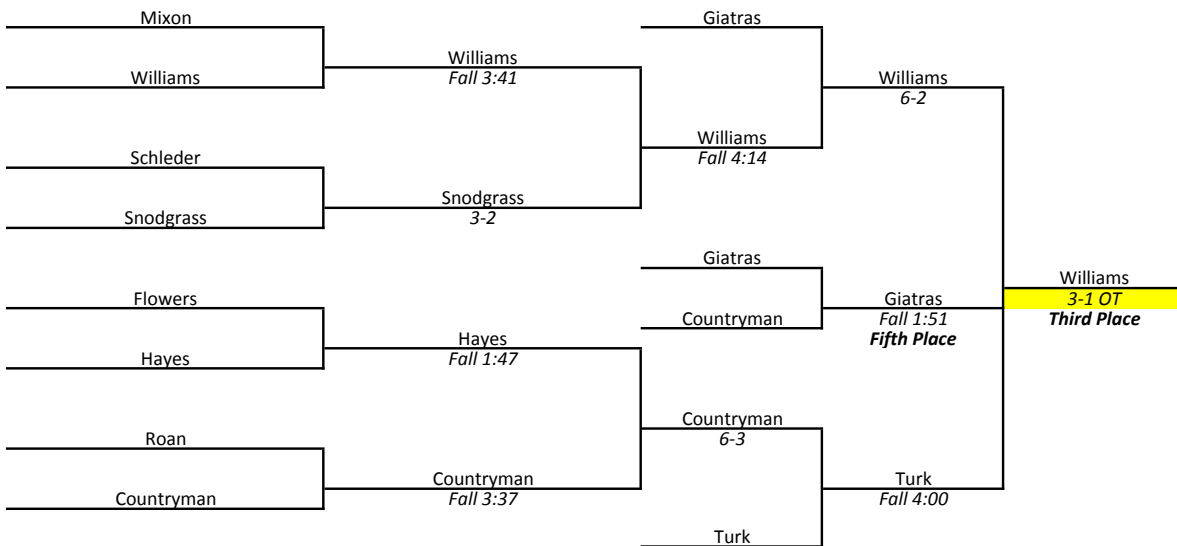 Mixon
Giatras
Williams
Fall 3:41
Williams
Williams
6-2
Williams
Fall 4:14
Schleder
Snodgrass
3-2
Snodgrass
Giatras
Williams
3-1 OT
Third Place
Flowers
Giatras
Fall 1:51
Fifth Place
Countryman
Hayes
Fall 1:47
Hayes
Countryman
6-3
Roan
Countryman
Fall 3:37
Turk
Fall 4:00
Countryman
Turk